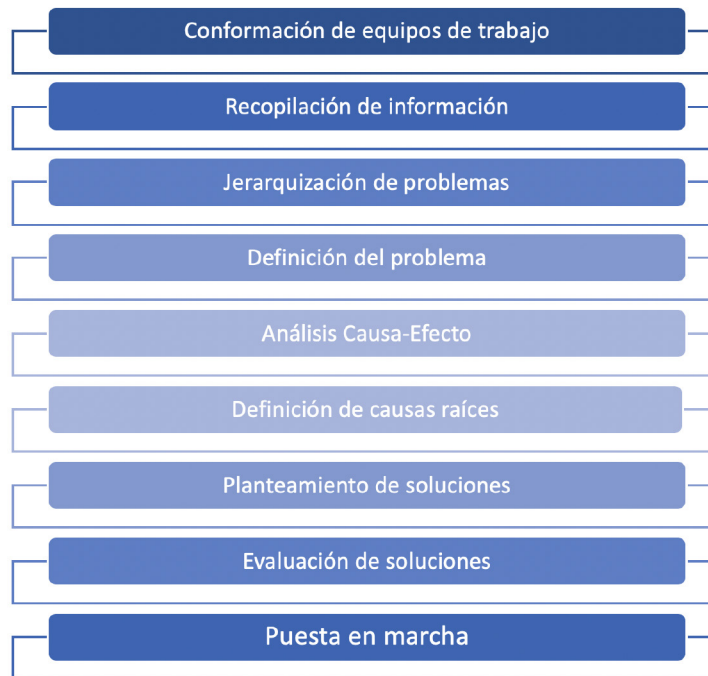 Conformación de equipos de trabajo
Recopilación de información
Jerarquización de problemas
Definición del problema
Análisis Causa-Efecto
Definición de causas raíces
Planteamiento de soluciones
Evaluación de soluciones
Puesta en marcha